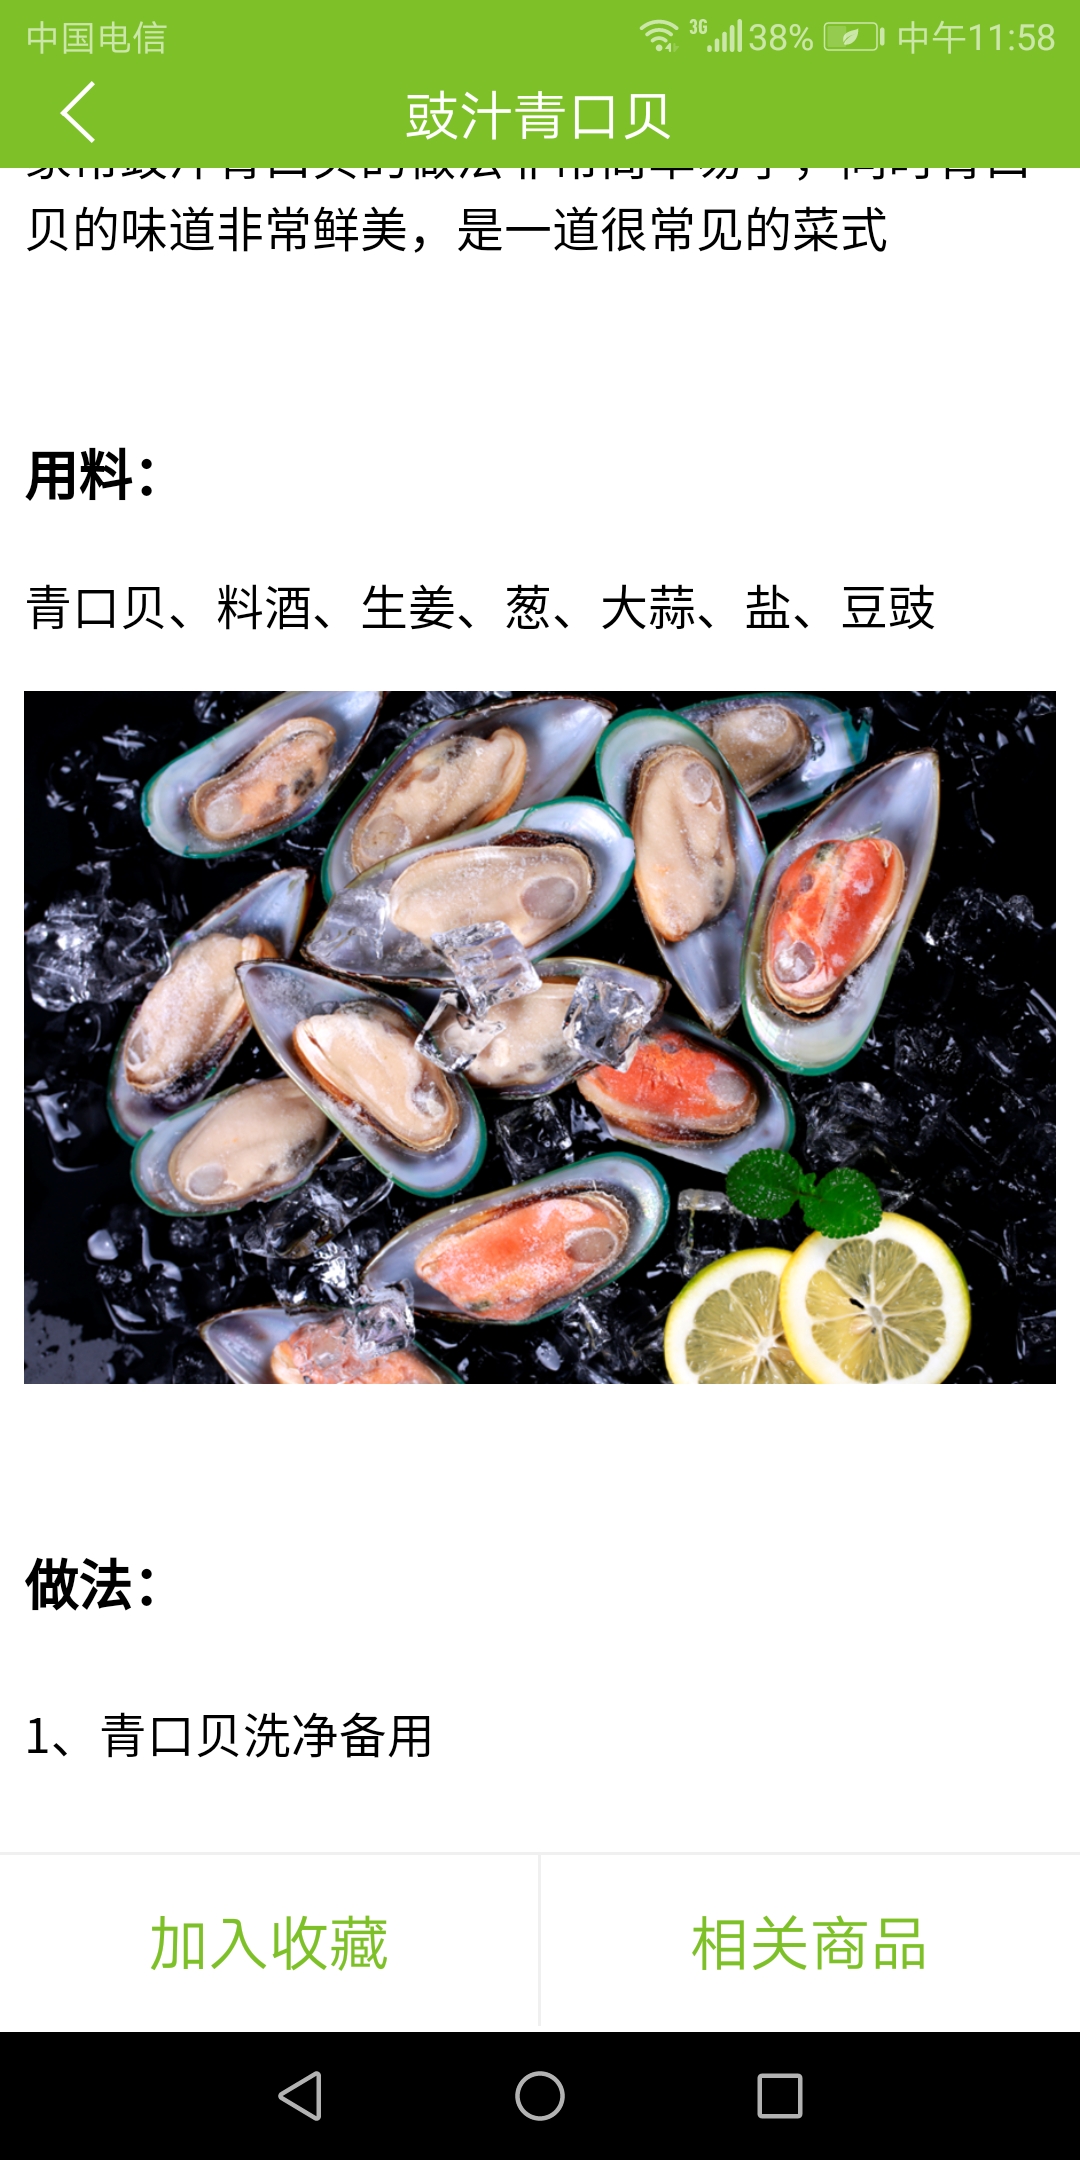 中国电信
3G 38% 中午11:58
豉汁青口贝
贝的味道非常鲜美，是一道很常见的菜式
用料：
青口贝、料酒、生姜、葱、大蒜、盐、豆豉
做法：
1、青口贝洗净备用
加入收藏
相关商品